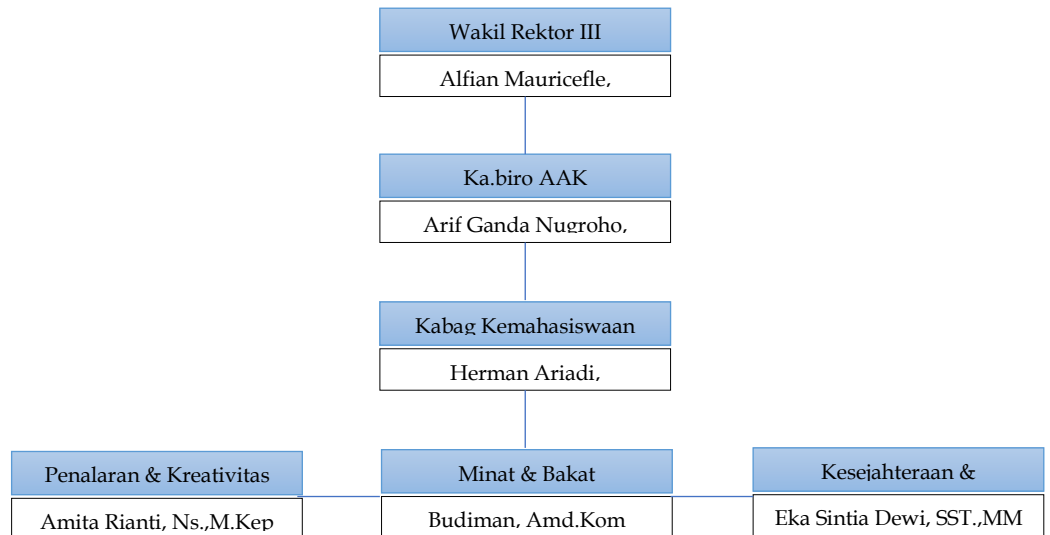 Wakil Rektor III
Alfian Mauricefle,
Ka.biro AAK
Arif Ganda Nugroho,
Kabag Kemahasiswaan
Herman Ariadi,
Penalaran & Kreativitas
Amita Rianti, Ns.,M.Kep
Minat & Bakat
Budiman, Amd.Kom
Kesejahteraan &
Eka Sintia Dewi, SST.,MM